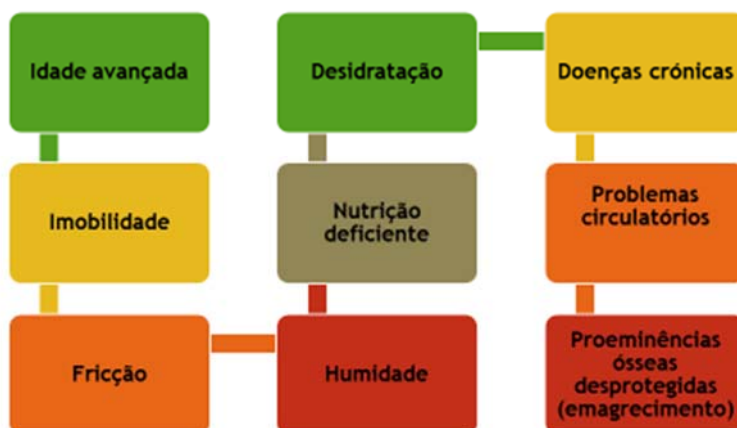 Idade avançada
Imobilidade
Fricção
Humidade
Nutrição
deficiente
Desidratação
Doenças crónicas
Problemas
circulatórios
Proeminências
ósseas
desprotegidas
(emagrecimento)